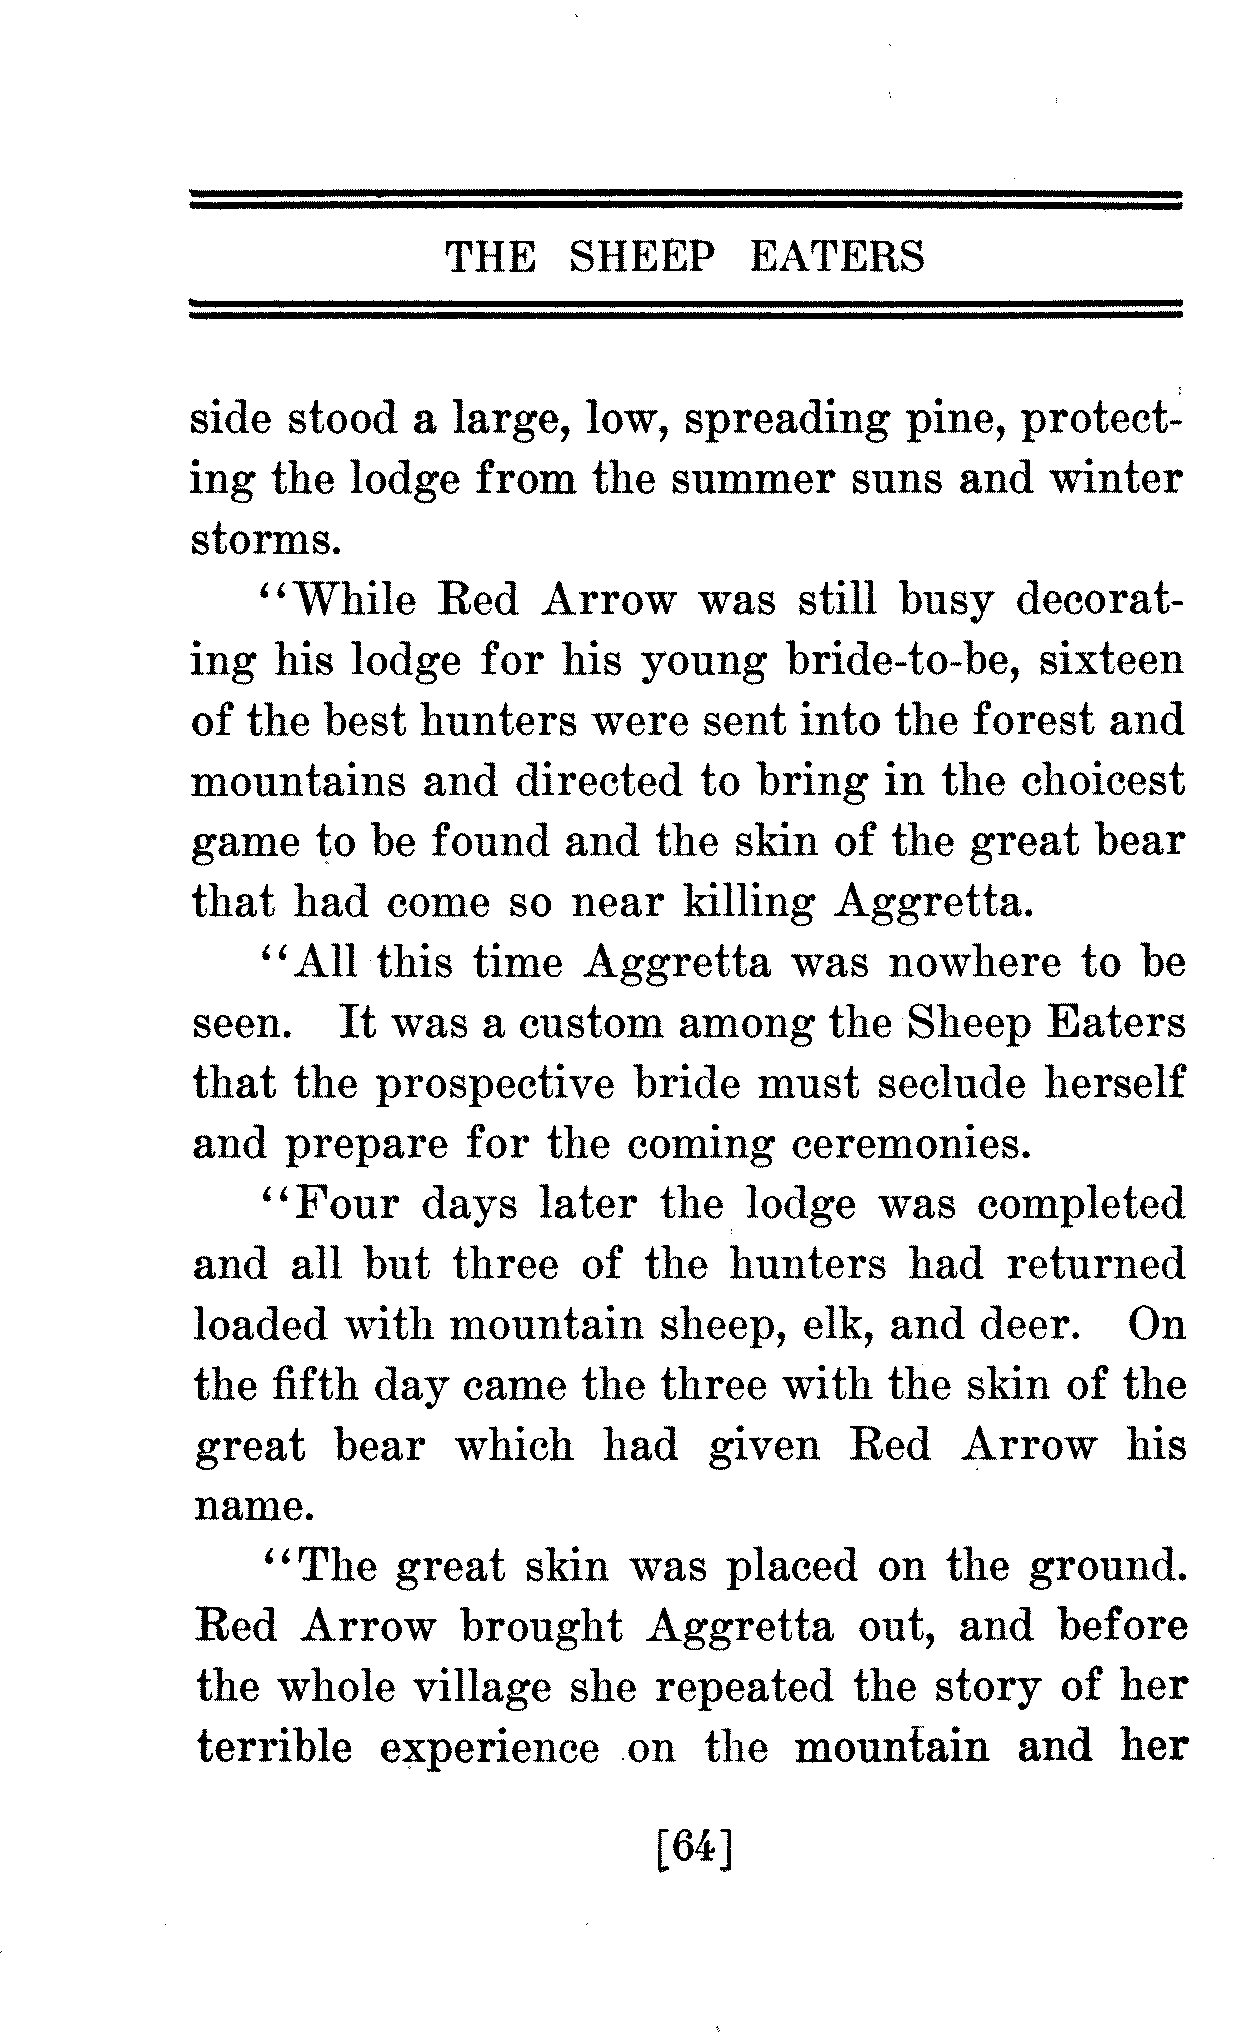 THE SHEEP EATERS
side stood a large, low, spreading pine, protect-
ing the lodge from the summer suns and winter
storms.
“While Red Arrow was still busy decorat-
ing his lodge for his young bride-to-be, sixteen
of the best hunters were sent into the forest and
mountains and directed to bring in the choicest
game to be found and the skin of the great bear
that had come so near killing Aggretta.
“All this time Aggretta was nowhere to be
seen. It was a custom among the Sheep Eaters
that the prospective bride must seclude herself
and prepare for the coming ceremonies.
“Four days later the lodge was completed
and all but three of the hunters had returned
loaded with mountain sheep, elk, and deer. On
the fifth day came the three with the skin of the
great bear which had given Red Arrow his
name.
“The great skin was placed on the ground.
Red Arrow brought Aggretta out, and before
the whole village she repeated the story of her
terrible experience on the mountain and her
[64]